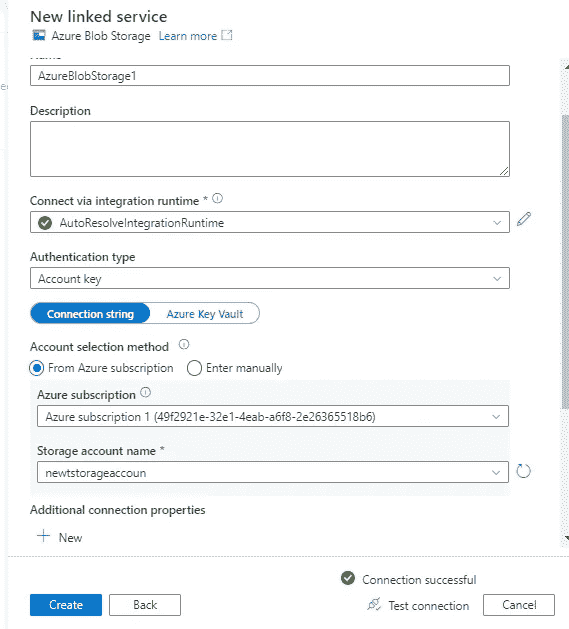 New linked service
Azure Blob Storage Learn more
Name
AzureBlobStorage1
Description
Connect via integration runtime *
AutoResolveIntegrationRuntime
Authentication type
Account key
Connection string Azure Key Vault
Account selection method
From Azure subscription Enter manually
Azure subscription
Azure subscription 1 (49f2921e-32e1-4eab-a6f8-2e26365518b6)
Storage account name *
newtstorageaccoun
Additional connection properties
New
Connection successful
Create Back Test connection Cancel